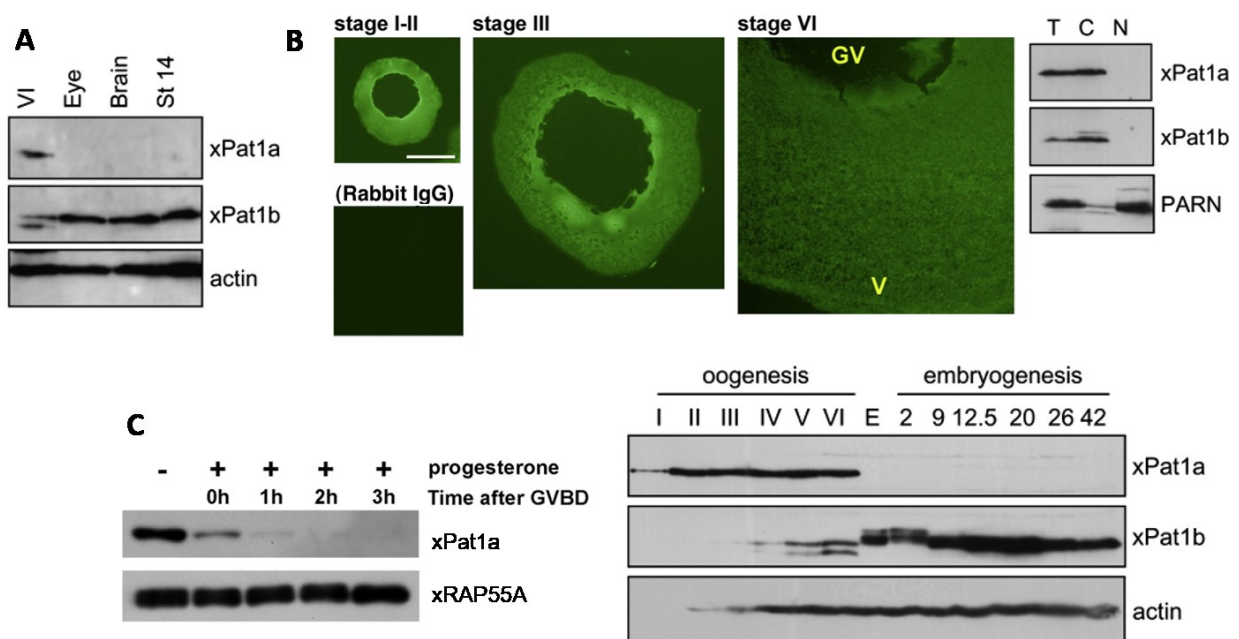 A
VI Eye Brain St 14
xPat1a
xPat1b
actin
B
stage I-II
stage III
stage VI
(Rabbit IgG)
GV
V
T C N
xPat1a
xPat1b
PARN
C
- + + + + progesterone
0h 1h 2h 3h Time after GVBD
xPat1a
xRAP55A
oogenesis embryogenesis
I II III IV V VI E 2 9 12.5 20 26 42
xPat1a
xPat1b
actin